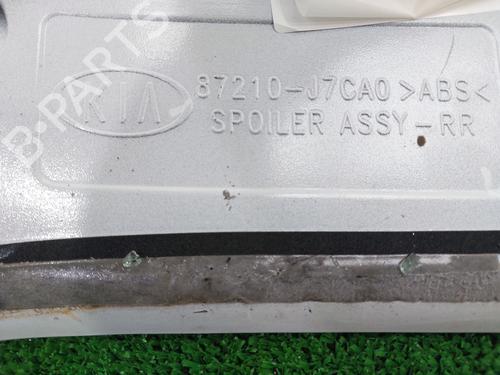 B-PARTS
KIA
87210-J7CA0 >ABS<
SPOILER ASSY-RR